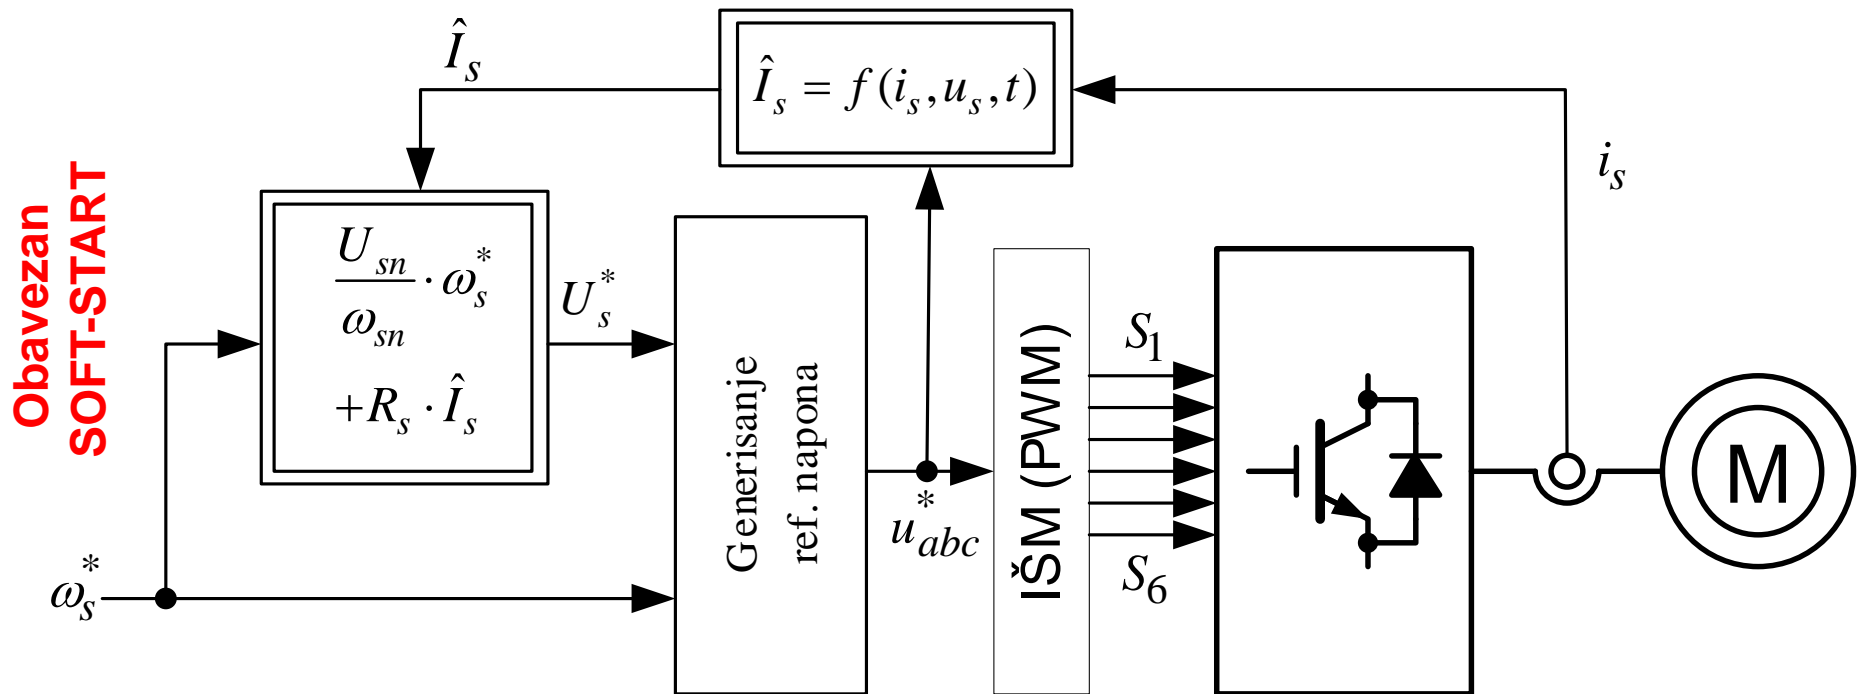 Obavezan
SOFT-START
Î_s
Î_s = f(i_s, u_s, t)
i_s
U_sn / ω_sn · ω_s^*
+R_s · Î_s
U_s^*
Generisanje
ref. napona
u_abc^*
IŠM (PWM)
S_1
S_6
M
ω_s^*